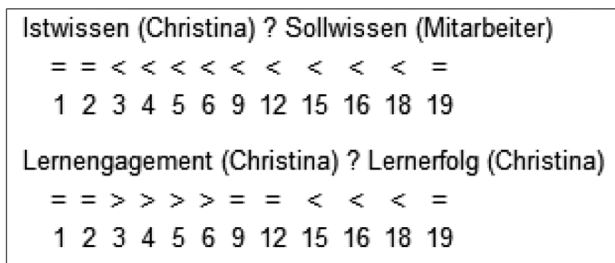 Istwissen (Christina) ? Sollwissen (Mitarbeiter)
= = < < < < < < < < < =
1 2 3 4 5 6 9 12 15 16 18 19
Lernengagement (Christina) ? Lernerfolg (Christina)
= = > > > > = = < < < =
1 2 3 4 5 6 9 12 15 16 18 19